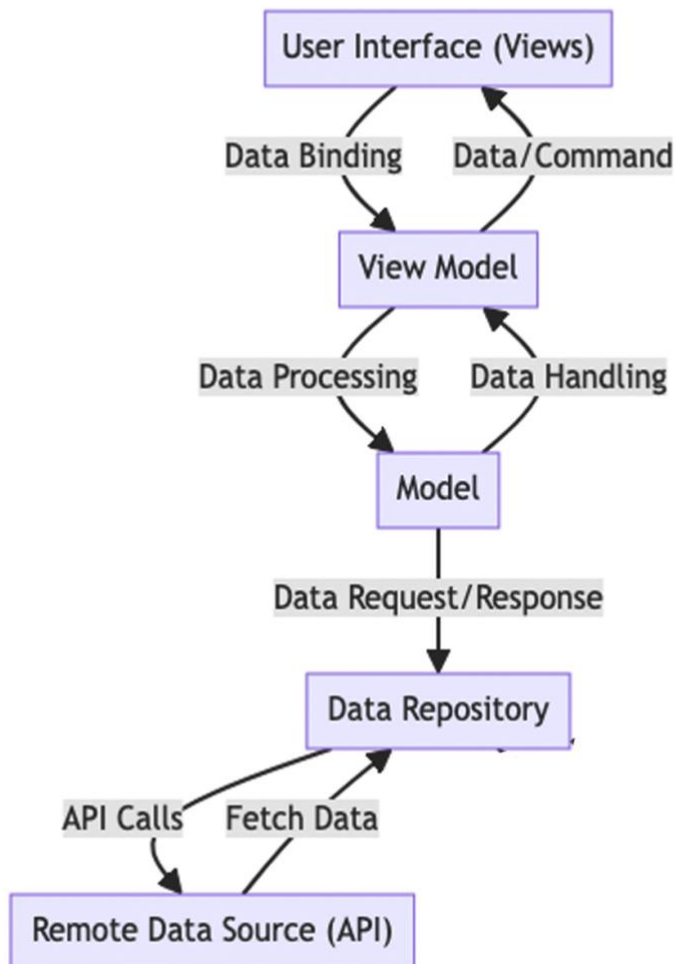 User Interface (Views)
Data Binding
Data/Command
View Model
Data Processing
Data Handling
Model
Data Request/Response
Data Repository
API Calls
Fetch Data
Remote Data Source (API)